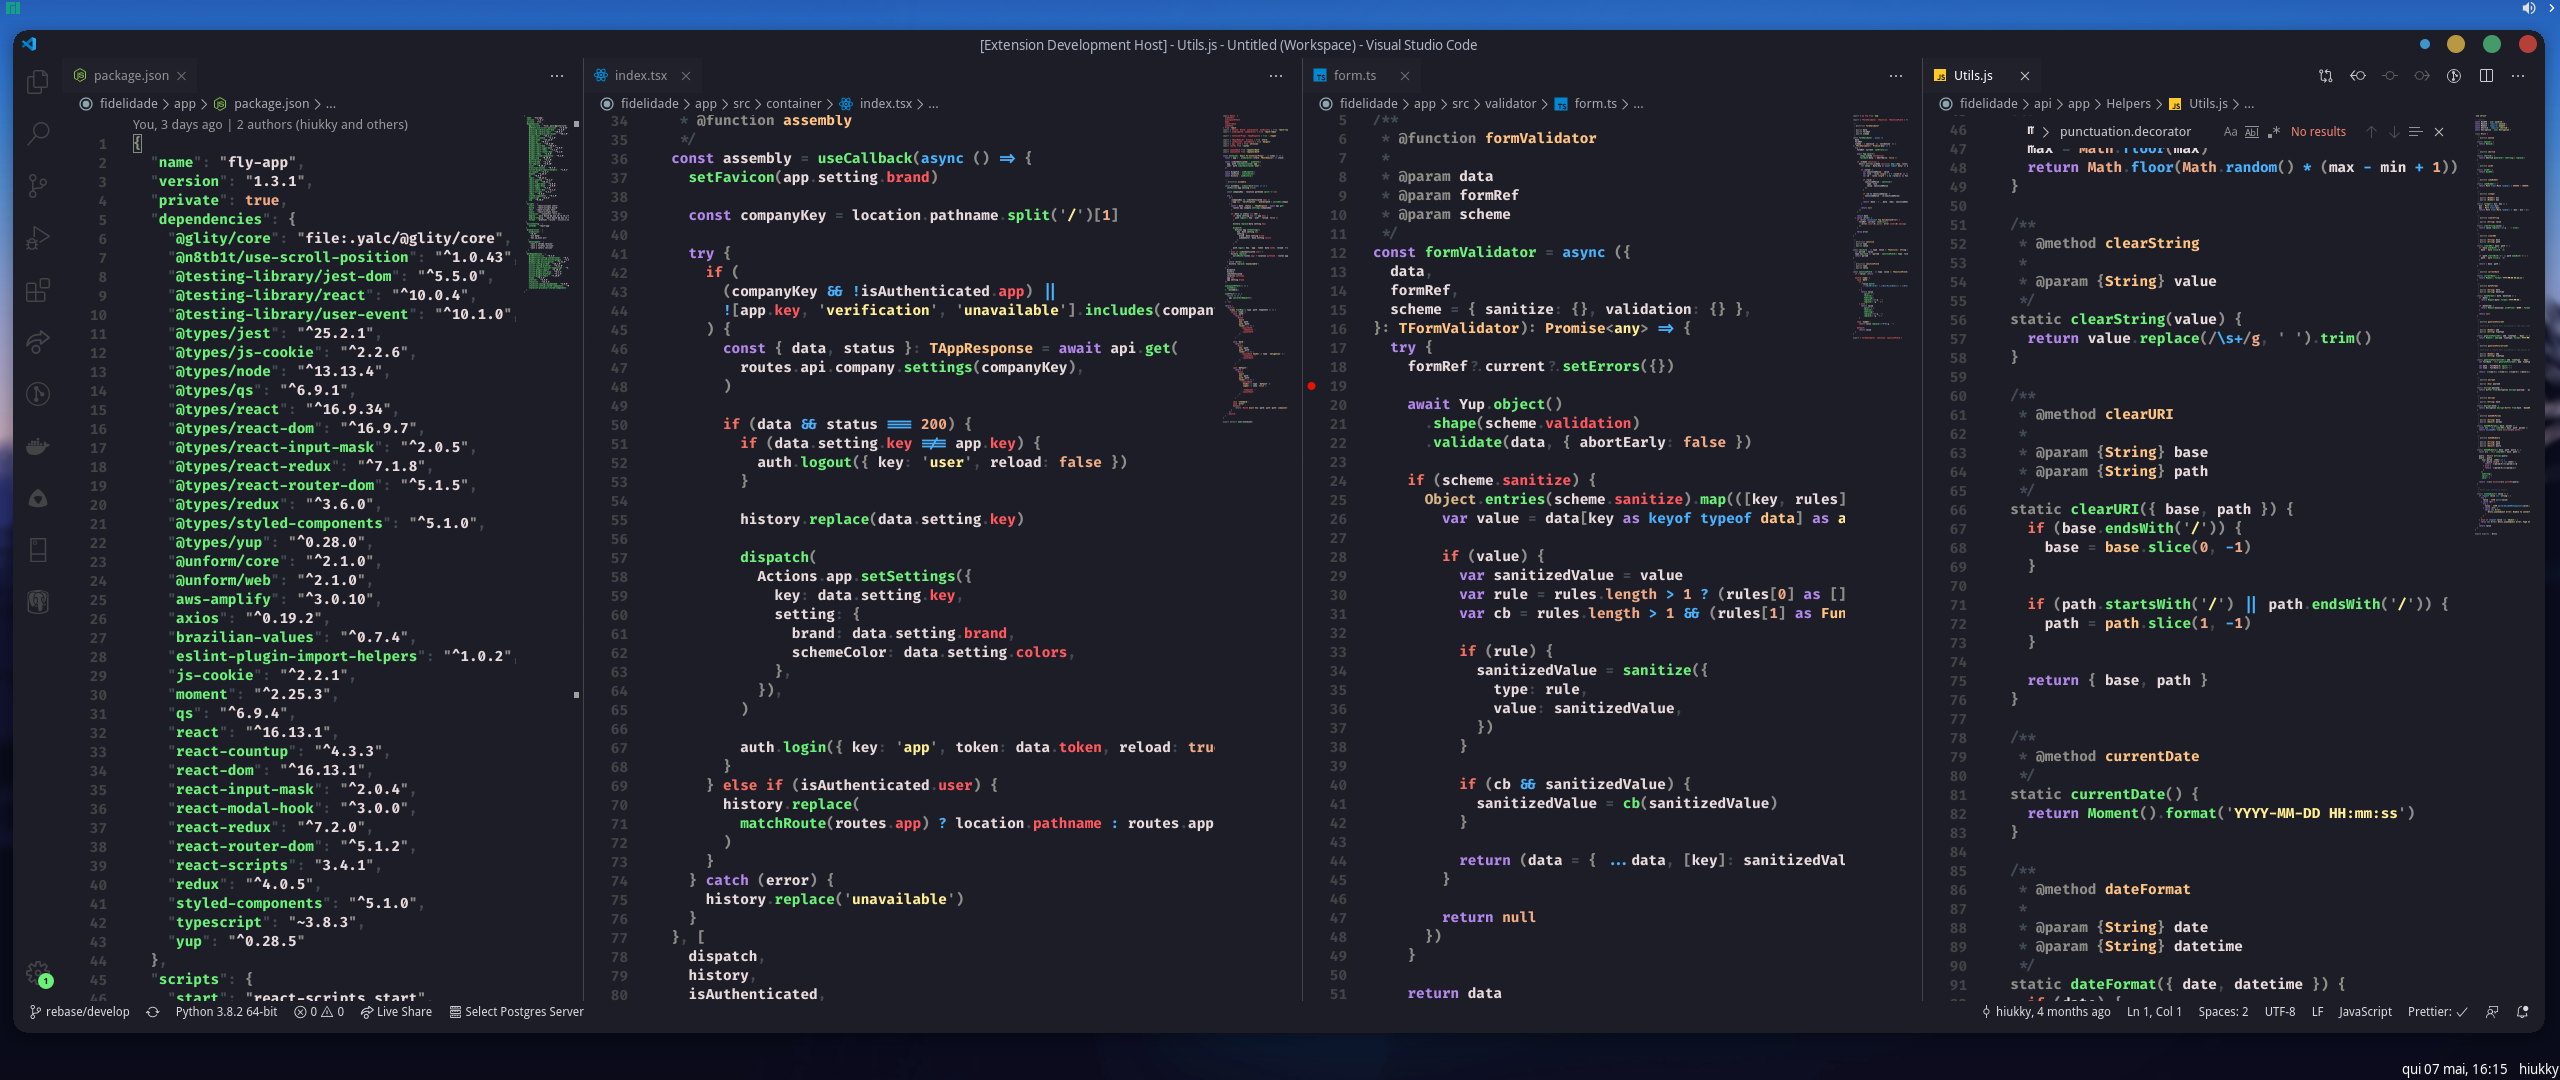 [Extension Development Host] - Utils.js - Untitled (Workspace) - Visual Studio Code
package.json
fidelidade > app > package.json > ...
You, 3 days ago | 2 authors (hiukky and others)
1 {
2 "name": "fly-app",
3 "version": "1.3.1",
4 "private": true,
5 "dependencies": {
6 "@glity/core": "file:.yalc/@glity/core",
7 "@n8tb1t/use-scroll-position": "^1.0.43",
8 "@testing-library/jest-dom": "^5.5.0",
9 "@testing-library/react": "^10.0.4",
10 "@testing-library/user-event": "^10.1.0",
11 "@types/jest": "^25.2.1",
12 "@types/js-cookie": "^2.2.6",
13 "@types/node": "^13.13.4",
14 "@types/qs": "^6.9.1",
15 "@types/react": "^16.9.34",
16 "@types/react-dom": "^16.9.7",
17 "@types/react-input-mask": "^2.0.5",
18 "@types/react-redux": "^7.1.8",
19 "@types/react-router-dom": "^5.1.5",
20 "@types/redux": "^3.6.0",
21 "@types/styled-components": "^5.1.0",
22 "@types/yup": "^0.28.0",
23 "@unform/core": "^2.1.0",
24 "@unform/web": "^2.1.0",
25 "aws-amplify": "^3.0.10",
26 "axios": "^0.19.2",
27 "brazilian-values": "^0.7.4",
28 "eslint-plugin-import-helpers": "^1.0.2",
29 "js-cookie": "^2.2.1",
30 "moment": "^2.25.3",
31 "qs": "^6.9.4",
32 "react": "^16.13.1",
33 "react-countup": "^4.3.3",
34 "react-dom": "^16.13.1",
35 "react-input-mask": "^2.0.4",
36 "react-modal-hook": "^3.0.0",
37 "react-redux": "^7.2.0",
38 "react-router-dom": "^5.1.2",
39 "react-scripts": "3.4.1",
40 "redux": "^4.0.5",
41 "styled-components": "^5.1.0",
42 "typescript": "~3.8.3",
43 "yup": "^0.28.5"
44 },
45 "scripts": {
46 "start": "react-scripts start",
index.tsx
fidelidade > app > src > container > index.tsx > ...
34 * @function assembly
35 */
36 const assembly = useCallback(async () => {
37 setFavicon(app.setting.brand)
38
39 const companyKey = location.pathname.split('/')[1]
40
41 try {
42 if (
43 (companyKey && !isAuthenticated.app) ||
44 ![app.key, 'verification', 'unavailable'].includes(compan
45 ) {
46 const { data, status }: TAppResponse = await api.get(
47 routes.api.company.settings(companyKey),
48 )
49
50 if (data && status === 200) {
51 if (data.setting.key !== app.key) {
52 auth.logout({ key: 'user', reload: false })
53 }
54
55 history.replace(data.setting.key)
56
57 dispatch(
58 Actions.app.setSettings({
59 key: data.setting.key,
60 setting: {
61 brand: data.setting.brand,
62 schemeColor: data.setting.colors,
63 },
64 }),
65 )
66
67 auth.login({ key: 'app', token: data.token, reload: tru
68 }
69 } else if (isAuthenticated.user) {
70 history.replace(
71 matchRoute(routes.app) ? location.pathname : routes.app
72 )
73 }
74 } catch (error) {
75 history.replace('unavailable')
76 }
77 }, [
78 dispatch,
79 history,
80 isAuthenticated,
form.ts
fidelidade > app > src > validator > form.ts > ...
5 /**
6 * @function formValidator
7 *
8 * @param data
9 * @param formRef
10 * @param scheme
11 */
12 const formValidator = async ({
13 data,
14 formRef,
15 scheme = { sanitize: {}, validation: {} },
16 }: TFormValidator): Promise<any> => {
17 try {
18 formRef?.current?.setErrors({})
19
20 await Yup.object()
21 .shape(scheme.validation)
22 .validate(data, { abortEarly: false })
23
24 if (scheme.sanitize) {
25 Object.entries(scheme.sanitize).map(([key, rules]
26 var value = data[key as keyof typeof data] as a
27
28 if (value) {
29 var sanitizedValue = value
30 var rule = rules.length > 1 ? (rules[0] as []
31 var cb = rules.length > 1 && (rules[1] as Fun
32
33 if (rule) {
34 sanitizedValue = sanitize({
35 type: rule,
36 value: sanitizedValue,
37 })
38 }
39
40 if (cb && sanitizedValue) {
41 sanitizedValue = cb(sanitizedValue)
42 }
43
44 return (data = { ...data, [key]: sanitizedVal
45 }
46
47 return null
48 })
49 }
50
51 return data
Utils.js
fidelidade > api > app > Helpers > Utils.js > ...
punctuation.decorator Aa Abl .* No results
46
47 max = Math.floor(max)
48 return Math.floor(Math.random() * (max - min + 1))
49 }
50
51 /**
52 * @method clearString
53 *
54 * @param {String} value
55 */
56 static clearString(value) {
57 return value.replace(/\s+/g, ' ').trim()
58 }
59
60 /**
61 * @method clearURI
62 *
63 * @param {String} base
64 * @param {String} path
65 */
66 static clearURI({ base, path }) {
67 if (base.endsWith('/')) {
68 base = base.slice(0, -1)
69 }
70
71 if (path.startsWith('/') || path.endsWith('/')) {
72 path = path.slice(1, -1)
73 }
74
75 return { base, path }
76 }
77
78 /**
79 * @method currentDate
80 */
81 static currentDate() {
82 return Moment().format('YYYY-MM-DD HH:mm:ss')
83 }
84
85 /**
86 * @method dateFormat
87 *
88 * @param {String} date
89 * @param {String} datetime
90 */
91 static dateFormat({ date, datetime }) {
1
rebase/develop Python 3.8.2 64-bit 0 0 Live Share Select Postgres Server
hiukky, 4 months ago Ln 1, Col 1 Spaces: 2 UTF-8 LF JavaScript Prettier: ✓
qui 07 mai, 16:15 hiukky